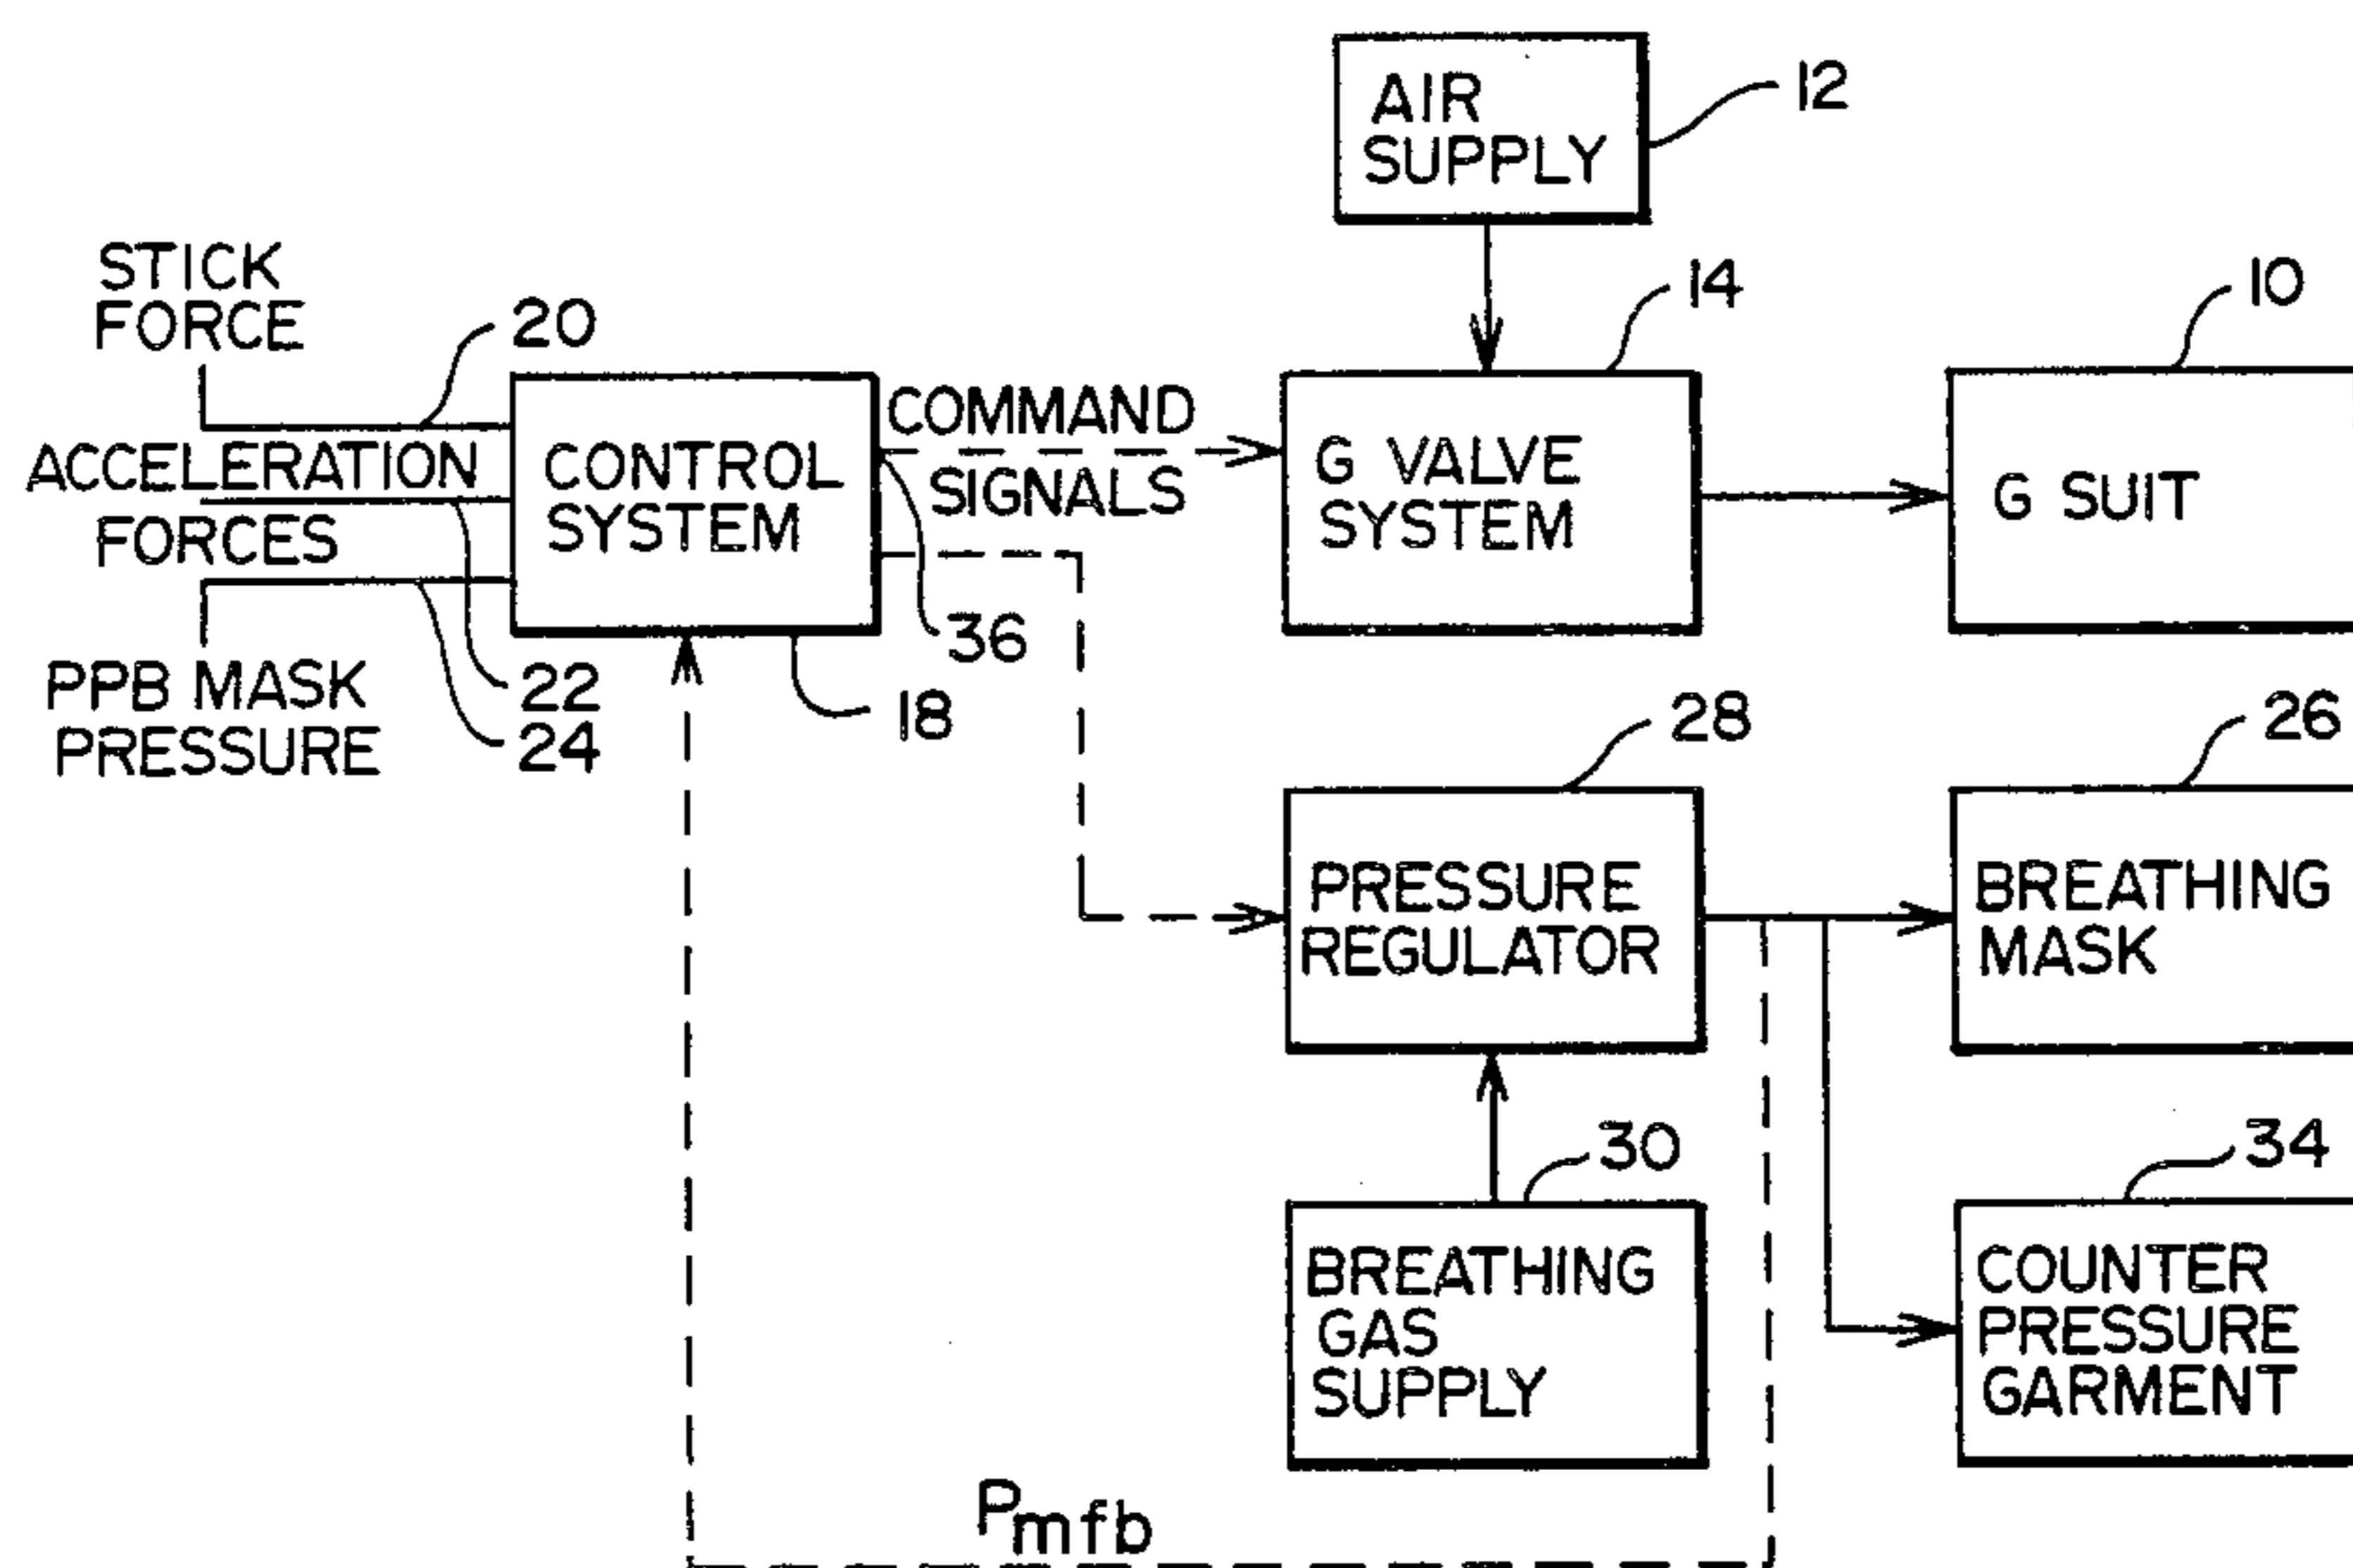 AIR
SUPPLY
12
STICK
FORCE
20
ACCELERATION
FORCES
PPB MASK
PRESSURE
22
24
CONTROL
SYSTEM
18
COMMAND
SIGNALS
36
14
G VALVE
SYSTEM
10
G SUIT
28
PRESSURE
REGULATOR
26
BREATHING
MASK
30
BREATHING
GAS
SUPPLY
34
COUNTER
PRESSURE
GARMENT
Pmfb